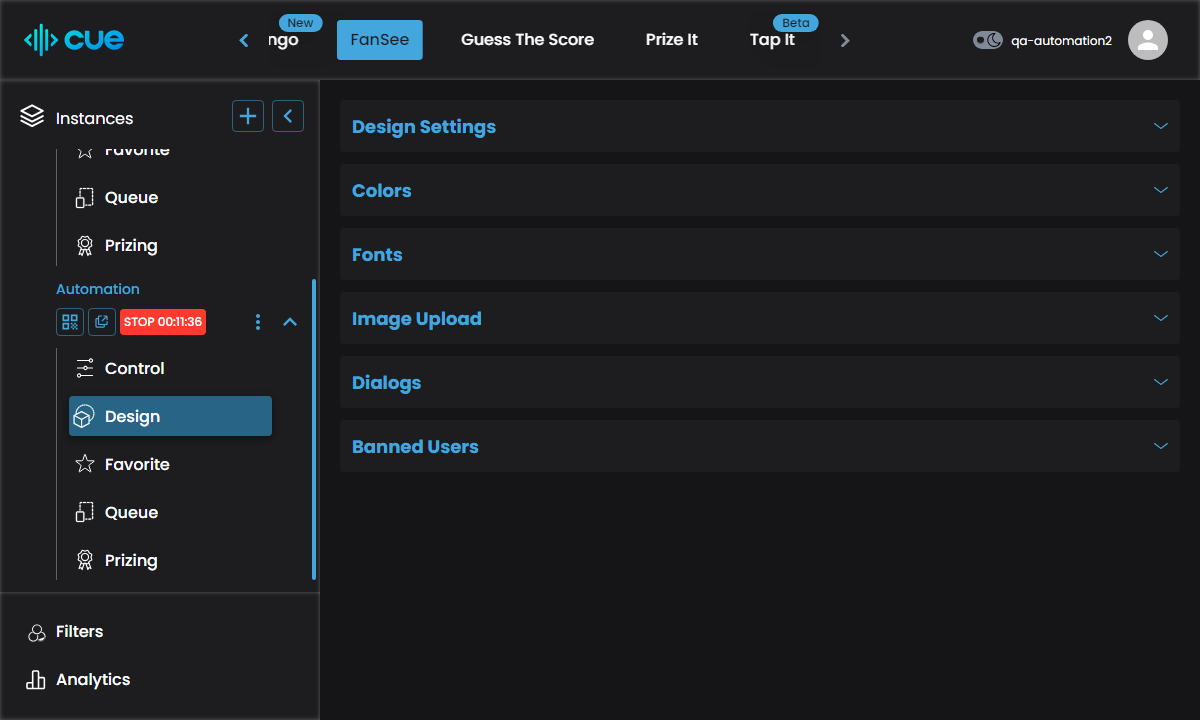 cue
New
ngo
FanSee
Guess The Score
Prize It
Beta
Tap It
qa-automation2
Instances
Favorite
Queue
Prizing
Automation
STOP 00:11:36
Control
Design
Favorite
Queue
Prizing
Filters
Analytics
Design Settings
Colors
Fonts
Image Upload
Dialogs
Banned Users